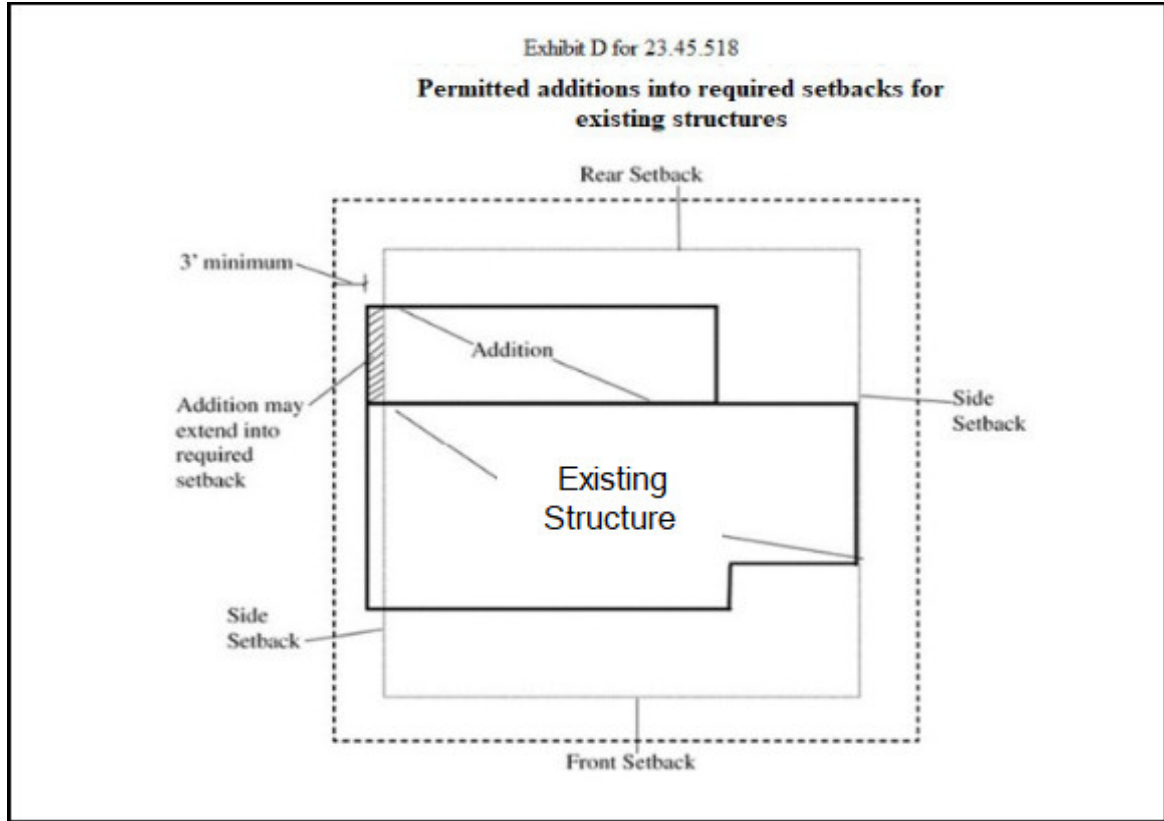 Exhibit D for 23.45.518
Permitted additions into required setbacks for
existing structures
Rear Setback
3' minimum
Addition
Addition may
extend into
required
setback
Side
Setback
Existing
Structure
Side
Setback
Front Setback